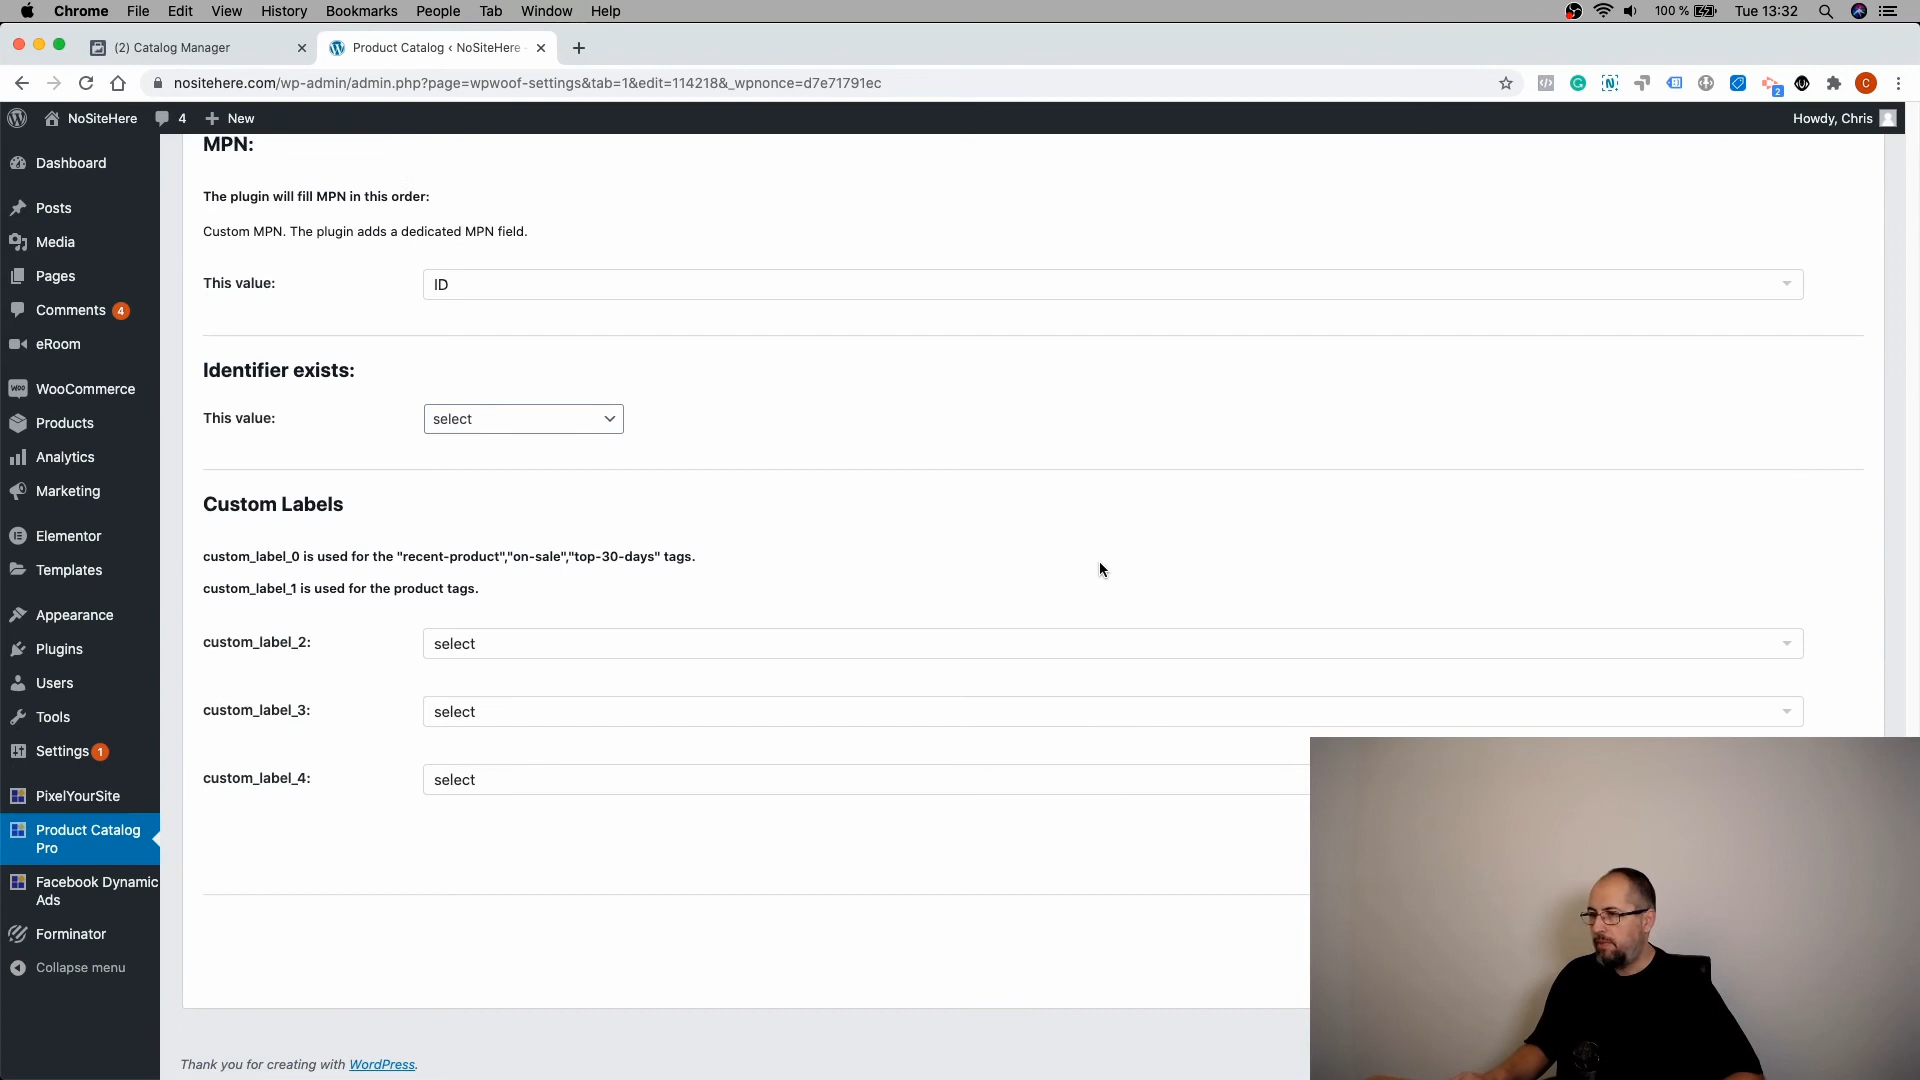 Chrome File Edit View History Bookmarks People Tab Window Help 100 % Tue 13:32
(2) Catalog Manager Product Catalog ‹ NoSiteHere
nositehere.com/wp-admin/admin.php?page=wpwoof-settings&tab=1&edit=114218&_wpnonce=d7e71791ec 2 C
NoSiteHere 4 New Howdy, Chris
Dashboard
Posts
Media
Pages
Comments 4
eRoom
WooCommerce
Products
Analytics
Marketing
Elementor
Templates
Appearance
Plugins
Users
Tools
Settings 1
PixelYourSite
Product Catalog
Pro
Facebook Dynamic
Ads
Forminator
Collapse menu
MPN:
The plugin will fill MPN in this order:
Custom MPN. The plugin adds a dedicated MPN field.
This value: ID
Identifier exists:
This value: select
Custom Labels
custom_label_0 is used for the "recent-product","on-sale","top-30-days" tags.
custom_label_1 is used for the product tags.
custom_label_2: select
custom_label_3: select
custom_label_4: select
Thank you for creating with WordPress.